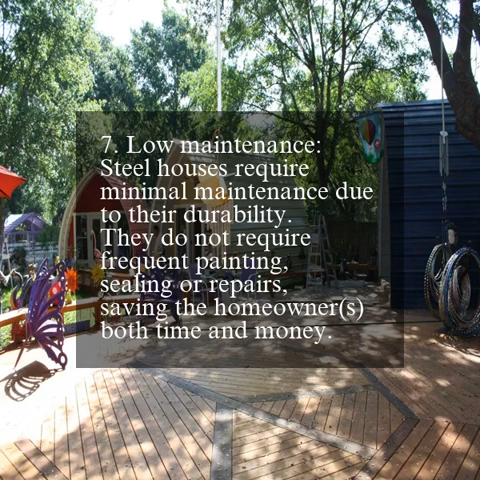 7. Low maintenance:
Steel houses require
minimal maintenance due
to their durability.
They do not require
frequent painting,
sealing or repairs,
saving the homeowner(s)
both time and money.